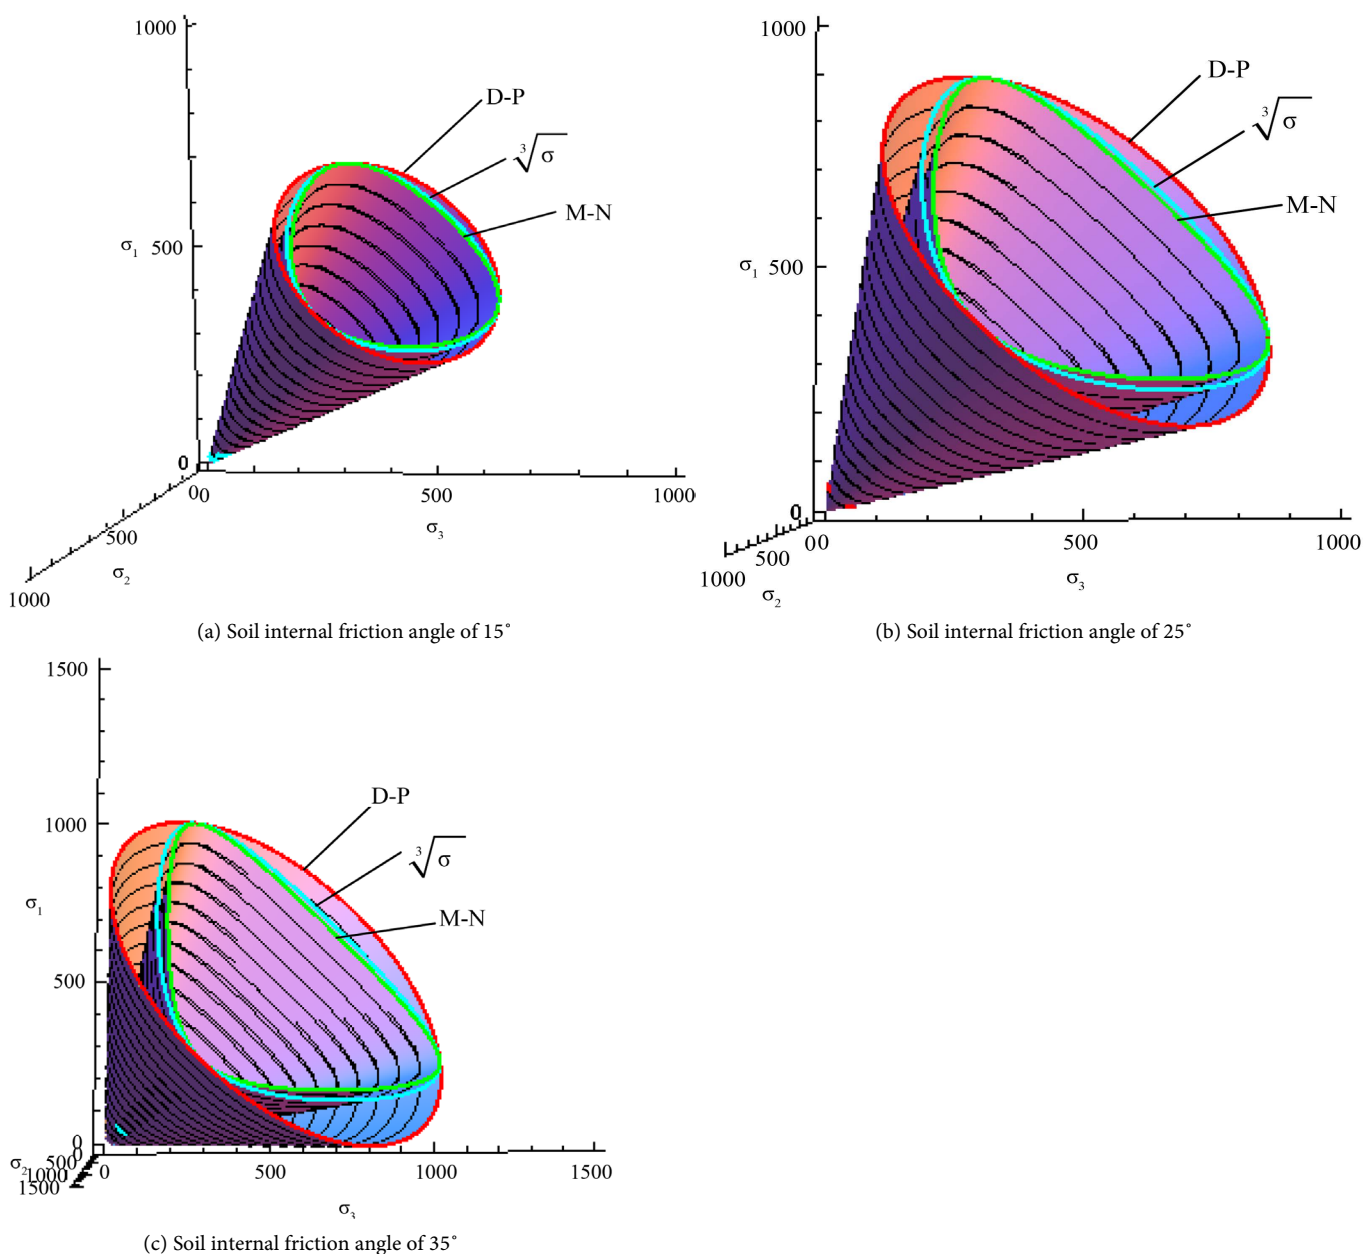 1000
D-P
∛σ
M-N
σ₁ 500
0
00 500 1000
500
σ₃
σ₂
1000
(a) Soil internal friction angle of 15˚
1000
D-P
∛σ
M-N
σ₁ 500
0
00 500 1000
500
1000
σ₃
σ₂
(b) Soil internal friction angle of 25˚
1500
D-P
1000
∛σ
σ₁
M-N
500
0
0
0 500 1000 1500
500
σ₂
1000
1500
σ₃
(c) Soil internal friction angle of 35˚